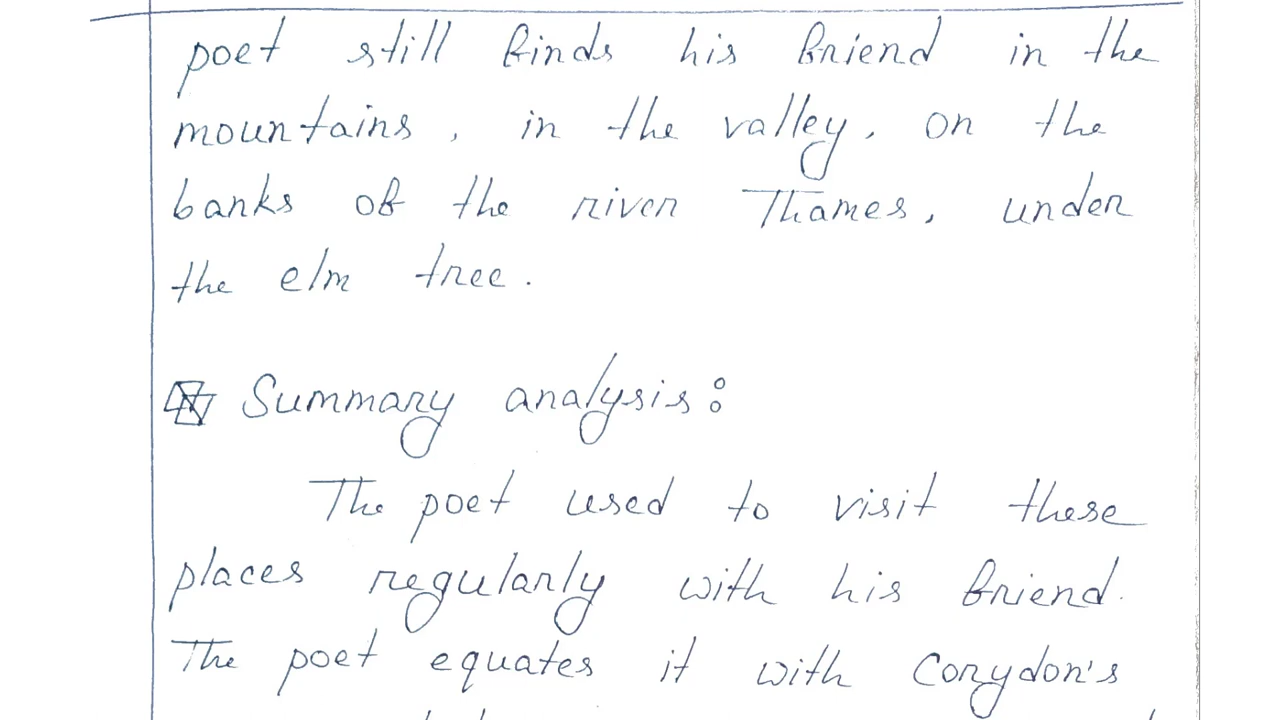 poet still finds his friend in the
mountains, in the valley, on the
banks of the river Thames, under
the elm tree.
Summary analysis:
The poet used to visit these
places regularly with his friend.
The poet equates it with Corydon's